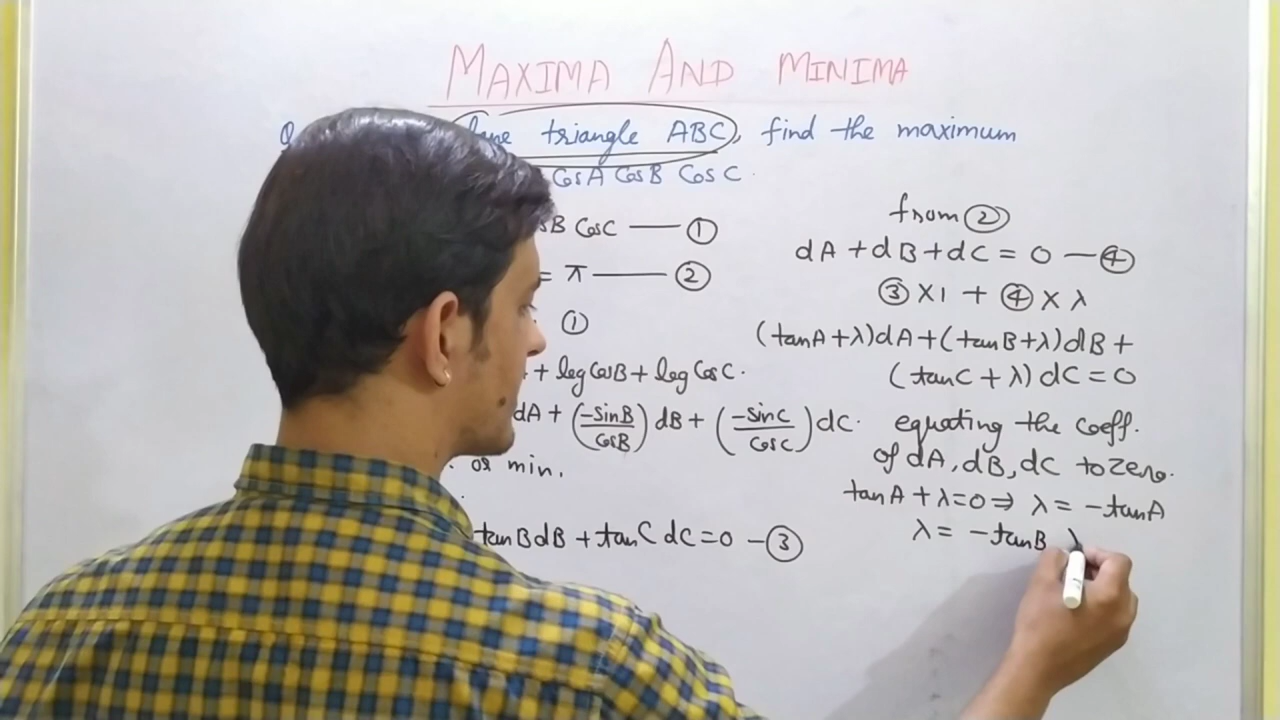 MAXIMA AND MINIMA
triangle ABC, find the maximum
CosA CosB CosC.
CosC — ①
= π — ②
①
+ log CosB + log CosC.
dA + (-sinB/CosB) dB + (-sinC/CosC) dC.
or min.
tanB dB + tanC dC = 0 — ③
from ②
dA + dB + dC = 0 — ④
③ X 1 + ④ X λ
(tanA + λ)dA + (tanB + λ)dB +
(tanC + λ) dC = 0
equating the coeff.
of dA, dB, dC to zero.
tanA + λ = 0 ⇒ λ = -tanA
λ = -tanB